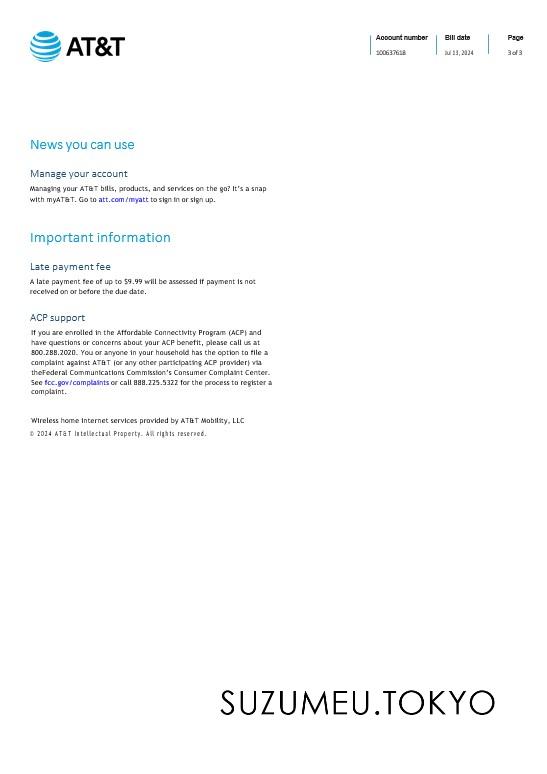 AT&T
Account number
100637618
Bill date
Jul 13, 2024
Page
3 of 3
News you can use
Manage your account
Managing your AT&T bills, products, and services on the go? It's a snap
with myAT&T. Go to att.com/myatt to sign in or sign up.
Important information
Late payment fee
A late payment fee of up to $9.99 will be assessed if payment is not
received on or before the due date.
ACP support
If you are enrolled in the Affordable Connectivity Program (ACP) and
have questions or concerns about your ACP benefit, please call us at
800.288.2020. You or anyone in your household has the option to file a
complaint against AT&T (or any other participating ACP provider) via
theFederal Communications Commission's Consumer Complaint Center.
See fcc.gov/complaints or call 888.225.5322 for the process to register a
complaint.
Wireless home internet services provided by AT&T Mobility, LLC
© 2024 AT&T Intellectual Property. All rights reserved.
SUZUMEU.TOKYO